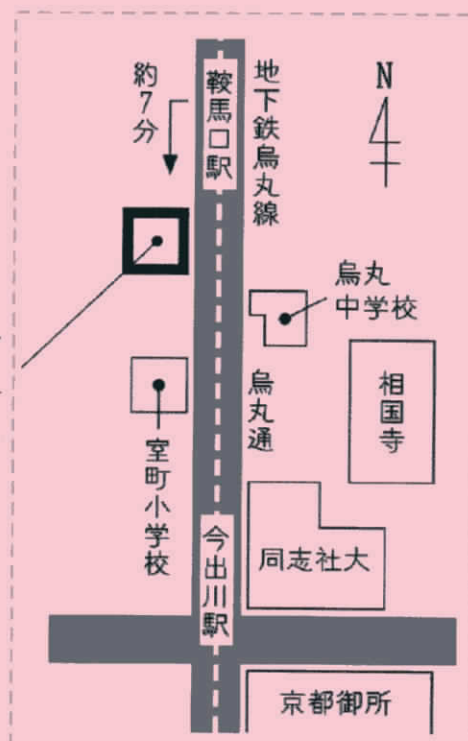 約7分
鞍馬口駅
地下鉄烏丸線
N
烏丸
中学校
相国寺
烏丸通
室町小学校
今出川駅
同志社大
京都御所